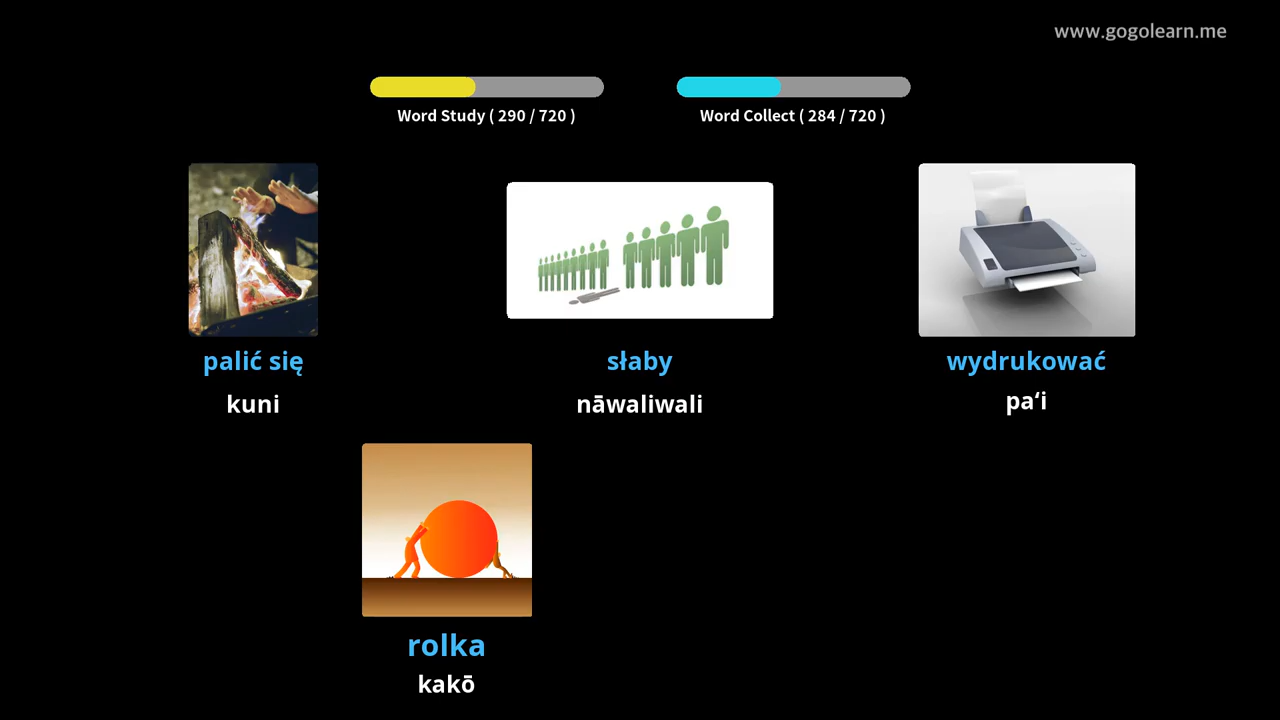 www.gogolearn.me
Word Study ( 290 / 720 )
Word Collect ( 284 / 720 )
palić się
słaby
wydrukować
kuni
nāwaliwali
paʻi
rolka
kakō